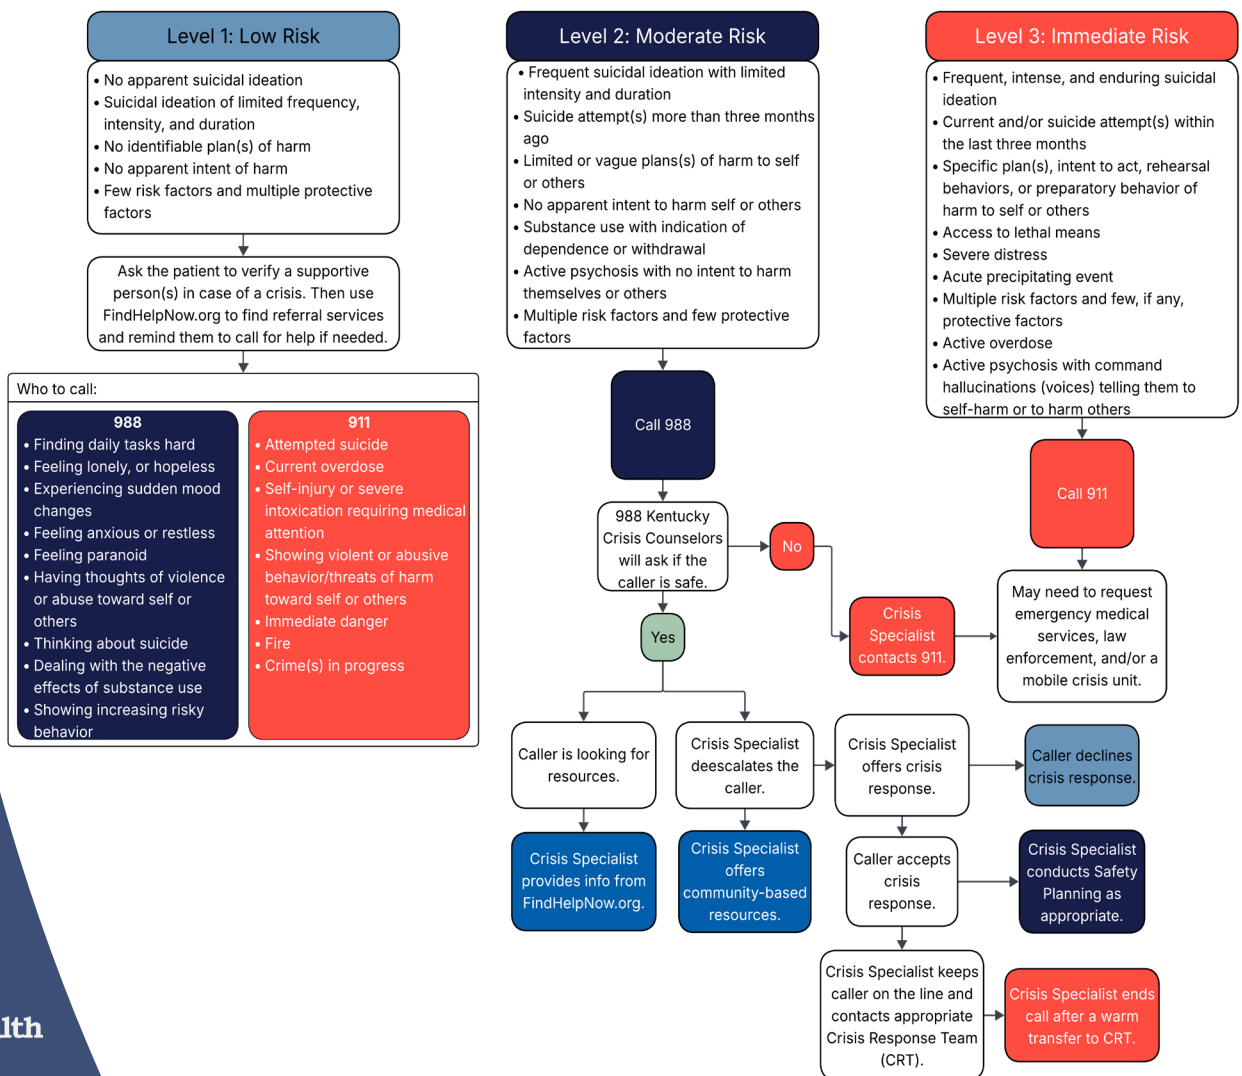 Level 1: Low Risk
• No apparent suicidal ideation
• Suicidal ideation of limited frequency,
intensity, and duration
• No identifiable plan(s) of harm
• No apparent intent of harm
• Few risk factors and multiple protective
factors
Ask the patient to verify a supportive
person(s) in case of a crisis. Then use
FindHelpNow.org to find referral services
and remind them to call for help if needed.
Who to call:
988
• Finding daily tasks hard
• Feeling lonely, or hopeless
• Experiencing sudden mood
changes
• Feeling anxious or restless
• Feeling paranoid
• Having thoughts of violence
or abuse toward self or
others
• Thinking about suicide
• Dealing with the negative
effects of substance use
• Showing increasing risky
behavior
911
• Attempted suicide
• Current overdose
• Self-injury or severe
intoxication requiring medical
attention
• Showing violent or abusive
behavior/threats of harm
toward self or others
• Immediate danger
• Fire
• Crime(s) in progress
Level 2: Moderate Risk
• Frequent suicidal ideation with limited
intensity and duration
• Suicide attempt(s) more than three months
ago
• Limited or vague plans(s) of harm to self
or others
• No apparent intent to harm self or others
• Substance use with indication of
dependence or withdrawal
• Active psychosis with no intent to harm
themselves or others
• Multiple risk factors and few protective
factors
Call 988
988 Kentucky
Crisis Counselors
will ask if the
caller is safe.
No
Yes
Crisis
Specialist
contacts 911.
Caller is looking for
resources.
Crisis Specialist
provides info from
FindHelpNow.org.
Crisis Specialist
deescalates the
caller.
Crisis Specialist
offers
community-based
resources.
Crisis Specialist
offers crisis
response.
Caller declines
crisis response.
Caller accepts
crisis
response.
Crisis Specialist
conducts Safety
Planning as
appropriate.
Crisis Specialist keeps
caller on the line and
contacts appropriate
Crisis Response Team
(CRT).
Crisis Specialist ends
call after a warm
transfer to CRT.
Level 3: Immediate Risk
• Frequent, intense, and enduring suicidal
ideation
• Current and/or suicide attempt(s) within
the last three months
• Specific plan(s), intent to act, rehearsal
behaviors, or preparatory behavior of
harm to self or others
• Access to lethal means
• Severe distress
• Acute precipitating event
• Multiple risk factors and few, if any,
protective factors
• Active overdose
• Active psychosis with command
hallucinations (voices) telling them to
self-harm or to harm others
Call 911
May need to request
emergency medical
services, law
enforcement, and/or a
mobile crisis unit.
lth